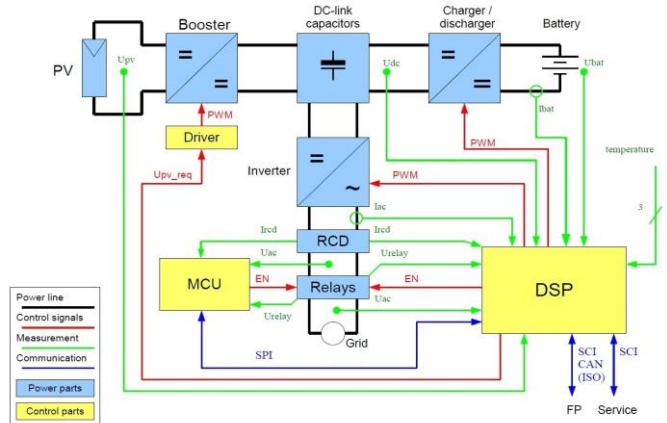 DC-link
capacitors
Charger /
discharger
Booster
Battery
PV
Upv
Udc
Ubat
Ibat
PWM
Driver
Upv_req
Inverter
PWM
PWM
temperature
3
Iac
Ircd
RCD
Ircd
Uac
Urelay
MCU
EN
Relays
EN
DSP
Urelay
Uac
Grid
SPI
SCI
CAN
(ISO)
SCI
FP
Service
Power line
Control signals
Measurement
Communication
Power parts
Control parts